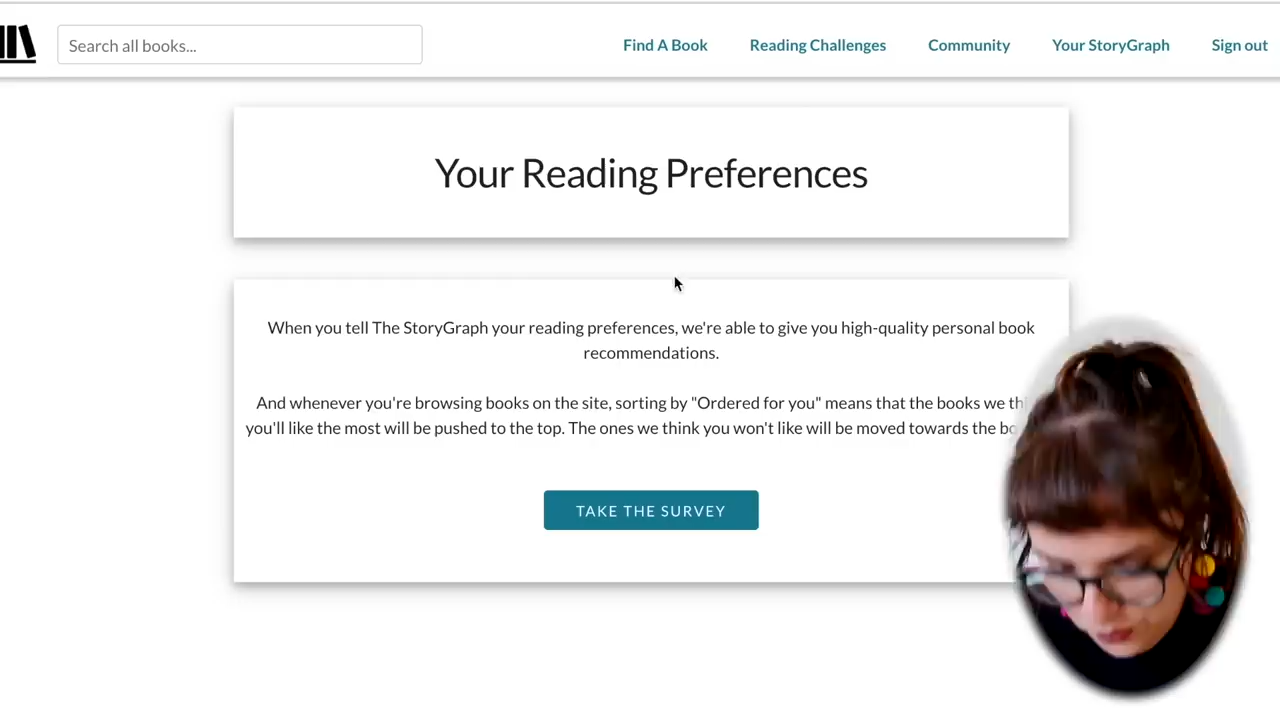 Search all books...
Find A Book
Reading Challenges
Community
Your StoryGraph
Sign out
Your Reading Preferences
When you tell The StoryGraph your reading preferences, we're able to give you high-quality personal book
recommendations.
And whenever you're browsing books on the site, sorting by "Ordered for you" means that the books we
you'll like the most will be pushed to the top. The ones we think you won't like will be moved towards the
TAKE THE SURVEY